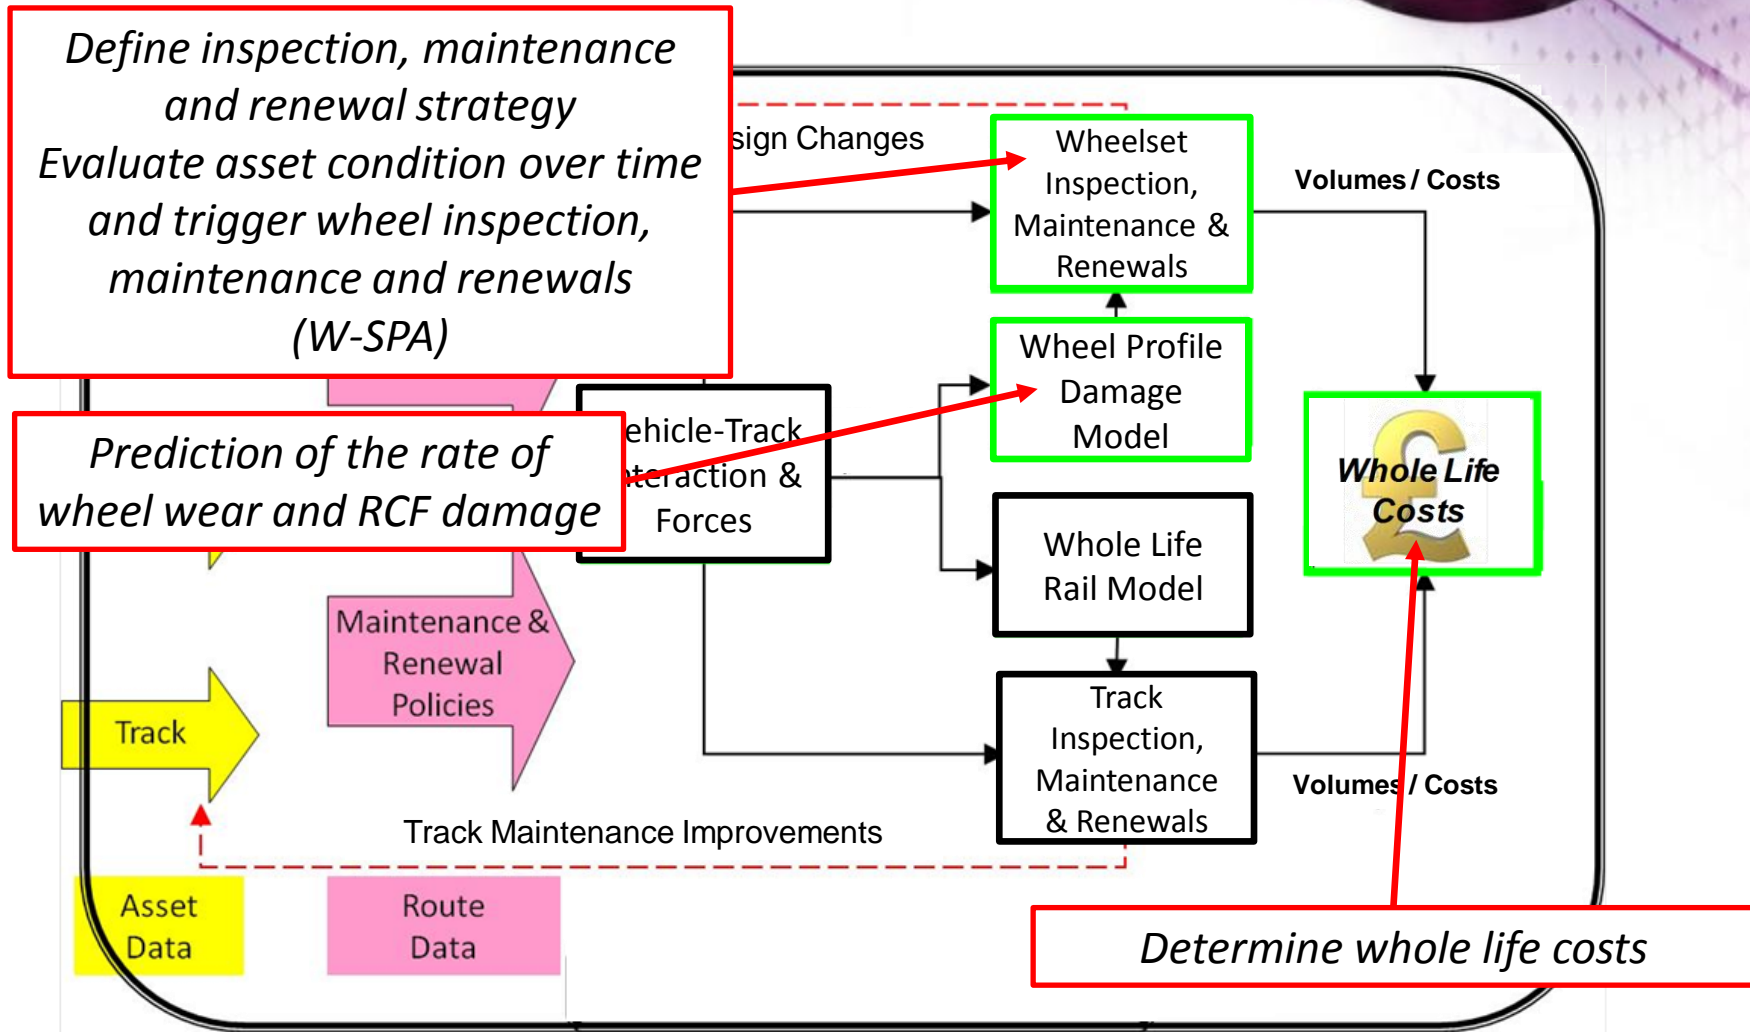 Define inspection, maintenance
and renewal strategy
Evaluate asset condition over time
and trigger wheel inspection,
maintenance and renewals
(W-SPA)
sign Changes
Wheelset
Inspection,
Maintenance &
Renewals
Volumes / Costs
Wheel Profile
Damage
Model
Prediction of the rate of
wheel wear and RCF damage
ehicle-Track
nteraction &
Forces
Whole Life
Costs
Whole Life
Rail Model
Maintenance &
Renewal
Policies
Track
Track
Inspection,
Maintenance
& Renewals
Volumes / Costs
Track Maintenance Improvements
Asset
Data
Route
Data
Determine whole life costs